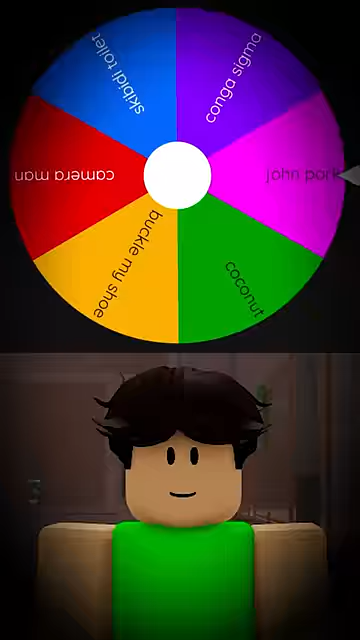 skibidi toilet
conga sigma
camera man
john pork
buckle my shoe
coconut